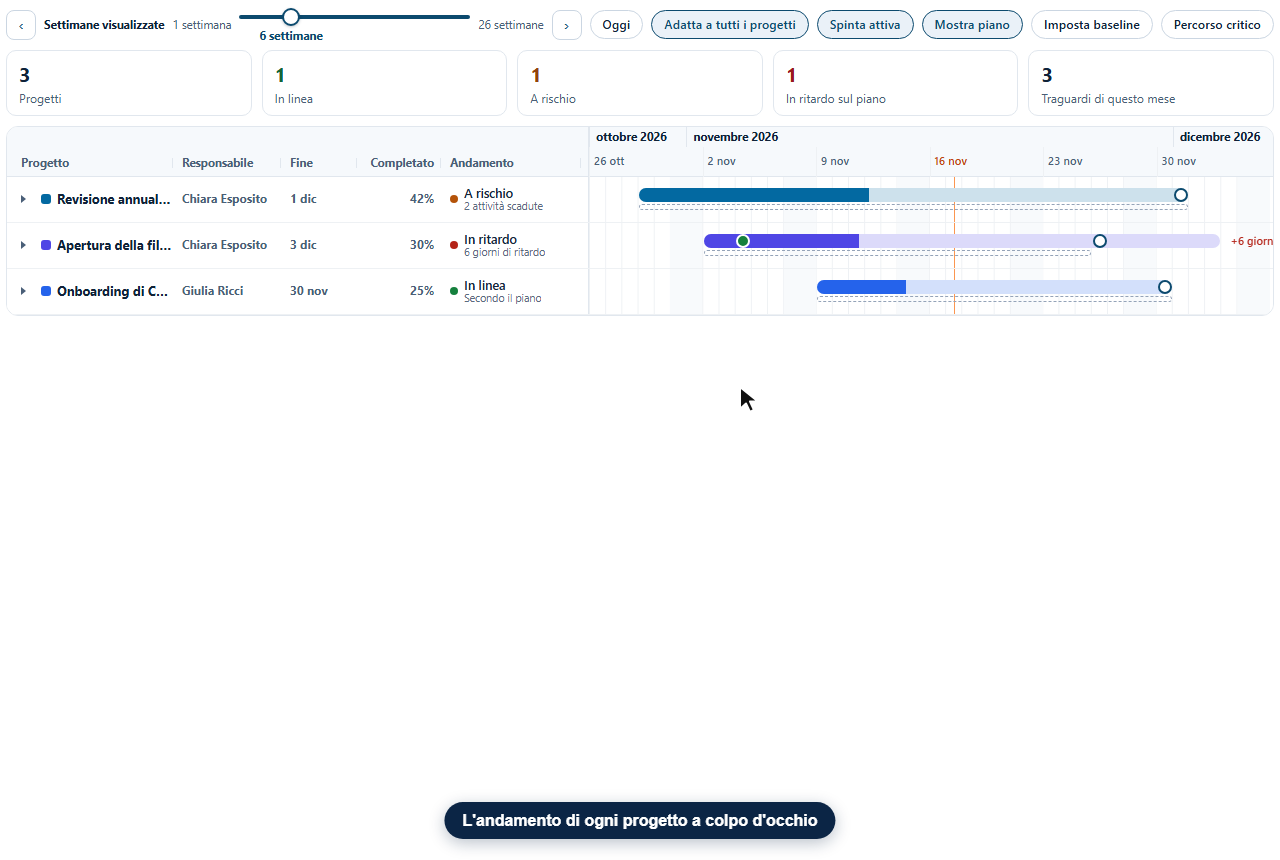 ‹ Settimane visualizzate 1 settimana 6 settimane 26 settimane › Oggi Adatta a tutti i progetti Spinta attiva Mostra piano Imposta baseline Percorso critico
3 Progetti
1 In linea
1 A rischio
1 In ritardo sul piano
3 Traguardi di questo mese
ottobre 2026 novembre 2026 dicembre 2026
Progetto Responsabile Fine Completato Andamento 26 ott 2 nov 9 nov 16 nov 23 nov 30 nov
Revisione annual... Chiara Esposito 1 dic 42% A rischio
2 attività scadute
Apertura della fil... Chiara Esposito 3 dic 30% In ritardo +6 giorn
6 giorni di ritardo
Onboarding di C... Giulia Ricci 30 nov 25% In linea
Secondo il piano
L'andamento di ogni progetto a colpo d'occhio